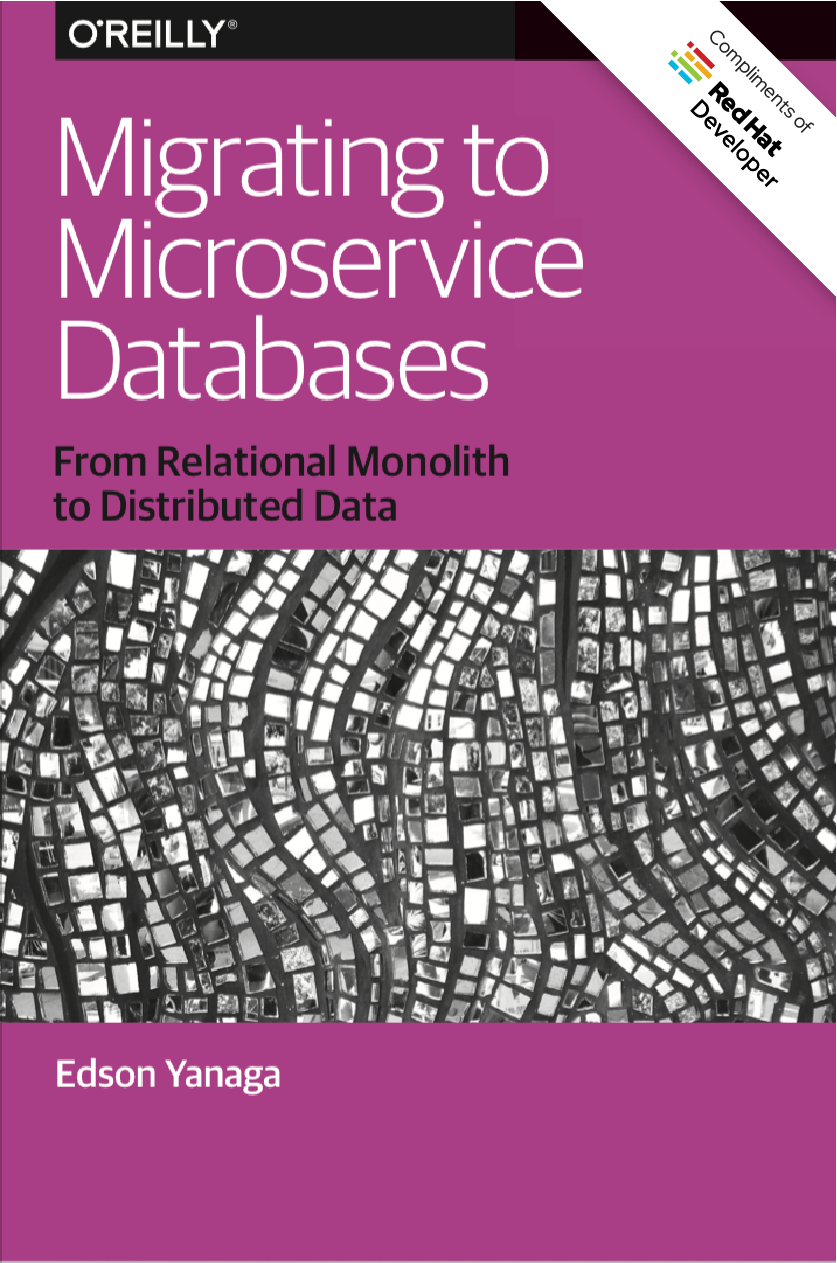 O'REILLY®
Compliments of
Red Hat
Developer
Migrating to
Microservice
Databases
From Relational Monolith
to Distributed Data
Edson Yanaga